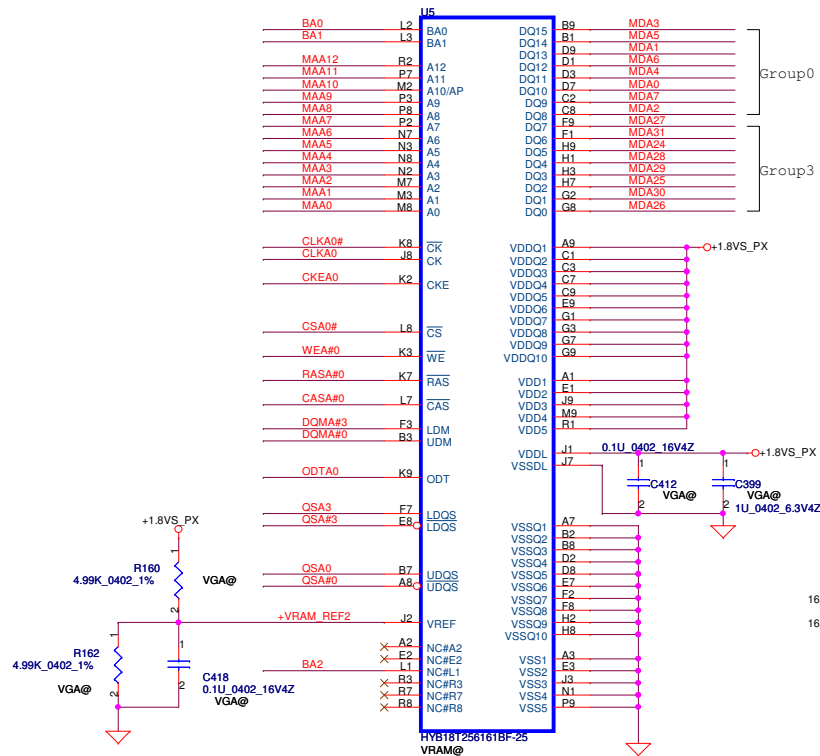 U5
BA0 L2 BA0 DQ15 B9 MDA3
BA1 L3 BA1 DQ14 B1 MDA5
DQ13 D9 MDA1
MAA12 R2 A12 DQ12 D1 MDA6
MAA11 P7 A11 DQ11 D3 MDA4
MAA10 M2 A10/AP DQ10 D7 MDA0
MAA9 P3 A9 DQ9 C2 MDA7
MAA8 P8 A8 DQ8 C8 MDA2
Group0
MAA7 P2 A7 DQ7 F9 MDA27
MAA6 N7 A6 DQ6 F1 MDA31
MAA5 N3 A5 DQ5 H9 MDA24
MAA4 N8 A4 DQ4 H1 MDA28
MAA3 N2 A3 DQ3 H3 MDA29
MAA2 M7 A2 DQ2 H7 MDA25
MAA1 M3 A1 DQ1 G2 MDA30
MAA0 M8 A0 DQ0 G8 MDA26
Group3
CLKA0# K8 CK VDDQ1 A9 +1.8VS_PX
CLKA0 J8 CK VDDQ2 C1
VDDQ3 C3
CKEA0 K2 CKE VDDQ4 C7
VDDQ5 C9
VDDQ6 E9
VDDQ7 G1
CSA0# L8 CS VDDQ8 G3
VDDQ9 G7
WEA#0 K3 WE VDDQ10 G9
RASA#0 K7 RAS VDD1 A1
VDD2 E1
CASA#0 L7 CAS VDD3 J9
VDD4 M9
DQMA#3 F3 LDM VDD5 R1
DQMA#0 B3 UDM
VDDL J1 0.1U_0402_16V4Z +1.8VS_PX
VSSDL J7
ODTA0 K9 ODT
1 1
C412 C399
VGA@ VGA@
2 2 1U_0402_6.3V4Z
QSA3 F7 LDQS
QSA#3 E8 LDQS VSSQ1 A7
VSSQ2 B2
VSSQ3 B8
VSSQ4 D2
QSA0 B7 UDQS VSSQ5 D8
QSA#0 A8 UDQS VSSQ6 E7
VSSQ7 F2
VSSQ8 F8
+VRAM_REF2 J2 VREF VSSQ9 H2
VSSQ10 H8
+1.8VS_PX
1
R160
4.99K_0402_1% VGA@
2
1
R162
4.99K_0402_1%
VGA@
2
1
C418
2 0.1U_0402_16V4Z
VGA@
A2 NC#A2
E2 NC#E2 VSS1 A3
BA2 L1 NC#L1 VSS2 E3
R3 NC#R3 VSS3 J3
R7 NC#R7 VSS4 N1
R8 NC#R8 VSS5 P9
HYB18T256161BF-25
VRAM@
16
16